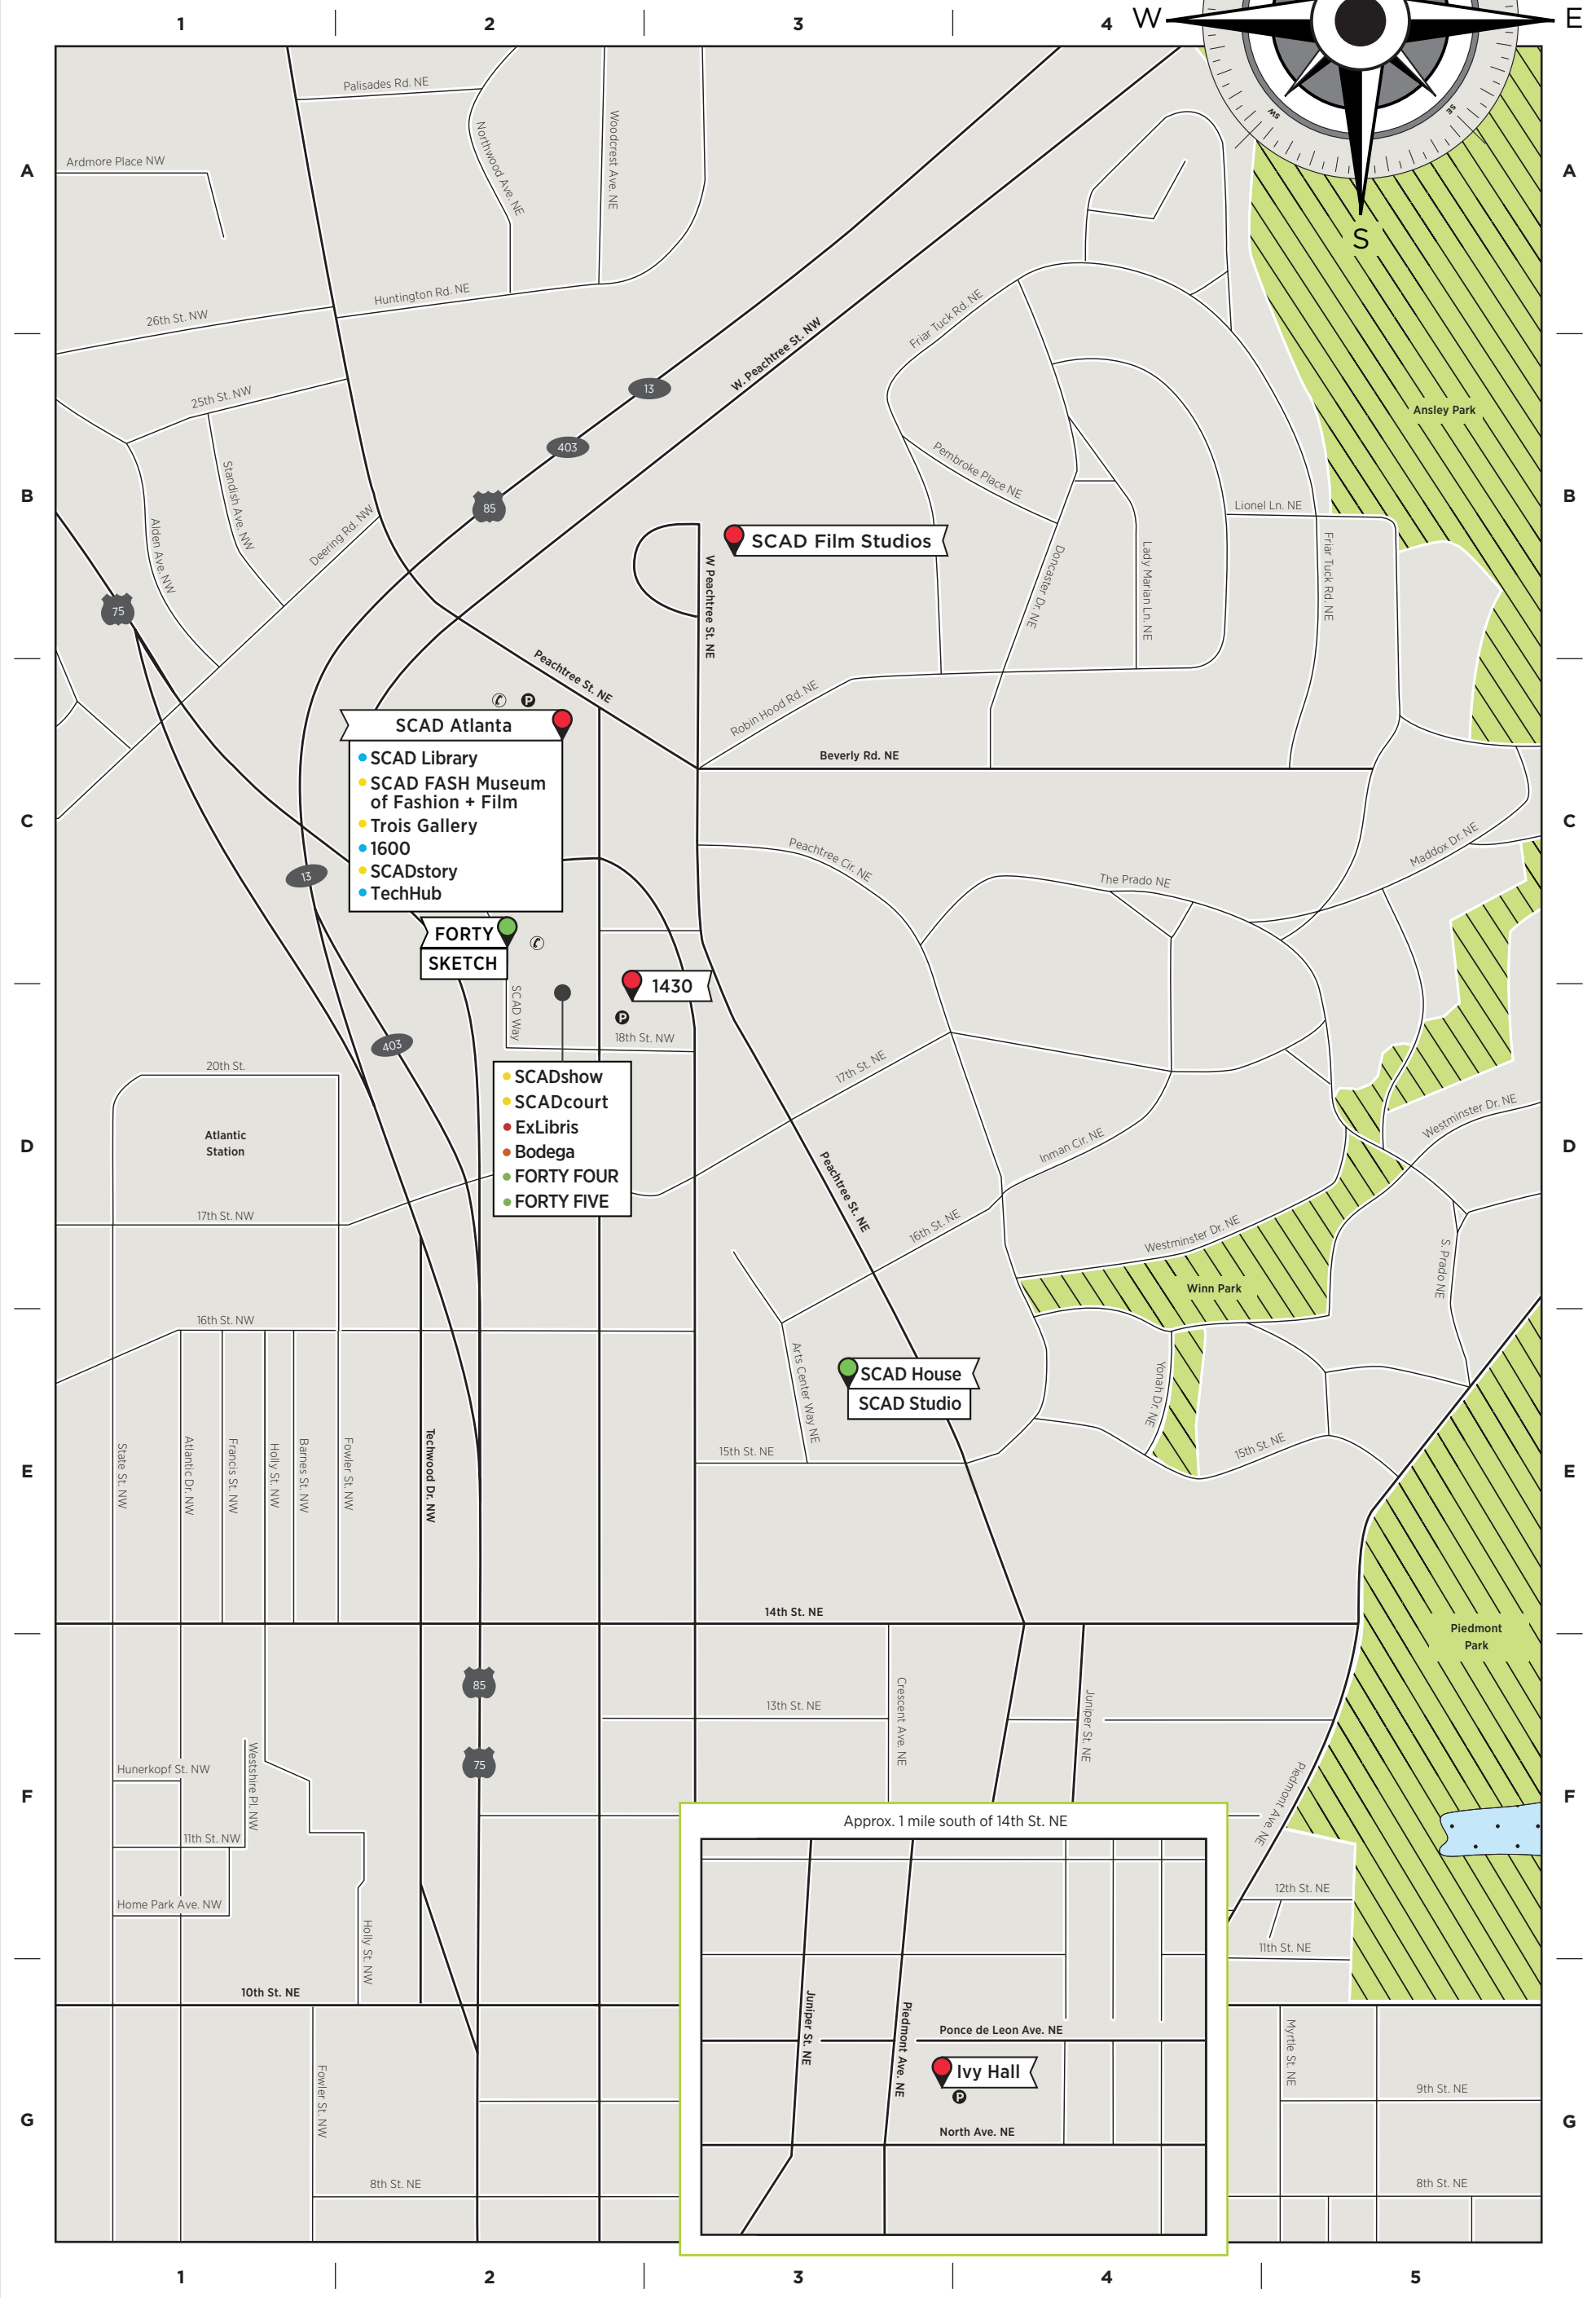 1 2 3 4
W E
SW SE
S
A A
Palisades Rd. NE
Northwood Ave. NE
Woodcrest Ave. NE
Ardmore Place NW
Huntington Rd. NE
26th St. NW
Friar Tuck Rd. NE
W. Peachtree St. NW
13
25th St. NW
Ansley Park
403
Pembroke Place NE
B B
Standish Ave. NW
85
Lionel Ln. NE
Alden Ave. NW
Deering Rd. NW
SCAD Film Studios
W Peachtree St. NE
Doncaster Dr. NE
Lady Marian Ln. NE
Friar Tuck Rd. NE
75
Peachtree St. NE
P
Robin Hood Rd. NE
SCAD Atlanta
SCAD Library
SCAD FASH Museum
of Fashion + Film
Trois Gallery
1600
SCADstory
TechHub
Beverly Rd. NE
C C
Peachtree Cir. NE
Maddox Dr. NE
The Prado NE
13
FORTY
SKETCH
1430
P
SCAD Way
18th St. NW
403
20th St.
17th St. NE
SCADshow
SCADcourt
ExLibris
Bodega
FORTY FOUR
FORTY FIVE
Westminster Dr. NE
Atlantic
Station
D D
Inman Cir. NE
Peachtree St. NE
17th St. NW
16th St. NE
Westminster Dr. NE
S. Prado NE
Winn Park
16th St. NW
Arts Center Way NE
SCAD House
SCAD Studio
Yonah Dr. NE
15th St. NE
15th St. NE
E E
State St. NW
Atlantic Dr. NW
Francis St. NW
Holly St. NW
Barnes St. NW
Fowler St. NW
Techwood Dr. NW
14th St. NE
Piedmont
Park
85
13th St. NE
Crescent Ave. NE
Juniper St. NE
75
Hunerkopf St. NW
Westshire Pl. NW
Piedmont Ave. NE
F F
11th St. NW
Approx. 1 mile south of 14th St. NE
12th St. NE
Home Park Ave. NW
Holly St. NW
11th St. NE
10th St. NE
Juniper St. NE
Piedmont Ave. NE
Ponce de Leon Ave. NE
Ivy Hall
P
North Ave. NE
Myrtle St. NE
Fowler St. NW
9th St. NE
G G
8th St. NE
8th St. NE
1 2 3 4 5